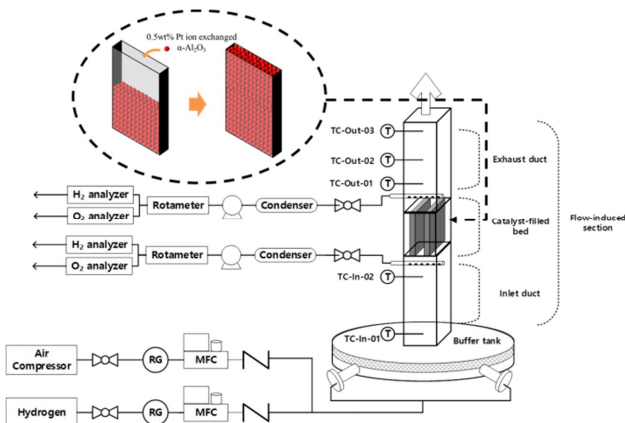 0.5wt% Pt ion exchanged
α-Al₂O₃
TC-Out-03 T
TC-Out-02 T
TC-Out-01 T
Exhaust duct
Catalyst-filled
bed
Flow-induced
section
H₂ analyzer
O₂ analyzer
Rotameter
Condenser
H₂ analyzer
O₂ analyzer
Rotameter
Condenser
TC-In-02 T
Inlet duct
TC-In-01 T
Buffer tank
Air
Compressor
RG
MFC
Hydrogen
RG
MFC